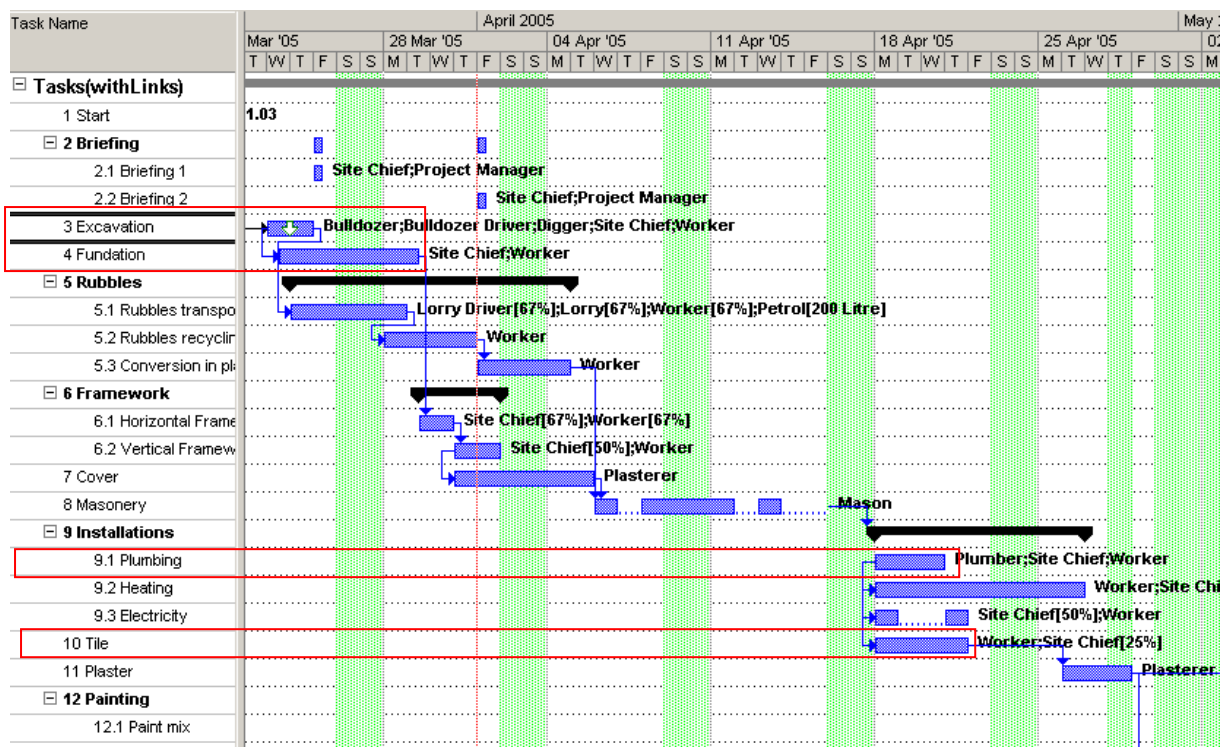 Task Name
April 2005
May
Mar '05 28 Mar '05 04 Apr '05 11 Apr '05 18 Apr '05 25 Apr '05 02
T W T F S S M T W T F S S M T W T F S S M T W T F S S M T W T F S S M T W T F S S M
Tasks(withLinks)
1 Start 1.03
2 Briefing
2.1 Briefing 1 Site Chief;Project Manager
2.2 Briefing 2 Site Chief;Project Manager
3 Excavation Bulldozer;Bulldozer Driver;Digger;Site Chief;Worker
4 Fundation Site Chief;Worker
5 Rubbles
5.1 Rubbles transpo Lorry Driver[67%];Lorry[67%];Worker[67%];Petrol[200 Litre]
5.2 Rubbles recyclin Worker
5.3 Conversion in pla Worker
6 Framework
6.1 Horizontal Frame Site Chief[67%];Worker[67%]
6.2 Vertical Framew Site Chief[50%];Worker
7 Cover Plasterer
8 Masonery Mason
9 Installations
9.1 Plumbing Plumber;Site Chief;Worker
9.2 Heating Worker;Site Chi
9.3 Electricity Site Chief[50%];Worker
10 Tile Worker;Site Chief[25%]
11 Plaster Plasterer
12 Painting
12.1 Paint mix